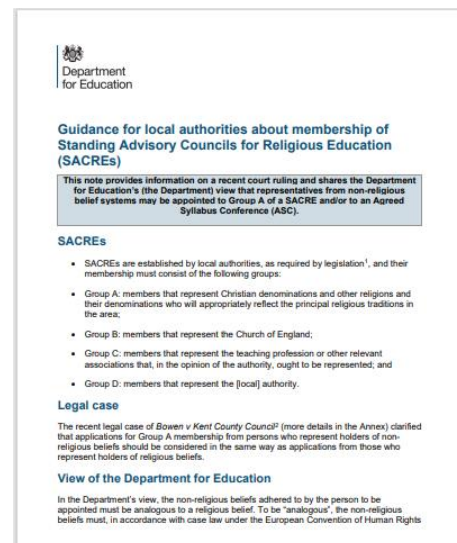 Department
for Education
Guidance for local authorities about membership of
Standing Advisory Councils for Religious Education
(SACREs)
This note provides information on a recent court ruling and shares the Department
for Education's (the Department) view that representatives from non-religious
belief systems may be appointed to Group A of a SACRE and/or to an Agreed
Syllabus Conference (ASC).
SACREs
• SACREs are established by local authorities, as required by legislation¹, and their
membership must consist of the following groups:
• Group A: members that represent Christian denominations and other religions and
their denominations who will appropriately reflect the principal religious traditions in
the area;
• Group B: members that represent the Church of England;
• Group C: members that represent the teaching profession or other relevant
associations that, in the opinion of the authority, ought to be represented; and
• Group D: members that represent the [local] authority.
Legal case
The recent legal case of Bowen v Kent County Council² (more details in the Annex) clarified
that applications for Group A membership from persons who represent holders of non-
religious beliefs should be considered in the same way as applications from those who
represent holders of religious beliefs.
View of the Department for Education
In the Department's view, the non-religious beliefs adhered to by the person to be
appointed must be analogous to a religious belief. To be “analogous”, the non-religious
beliefs must, in accordance with case law under the European Convention of Human Rights